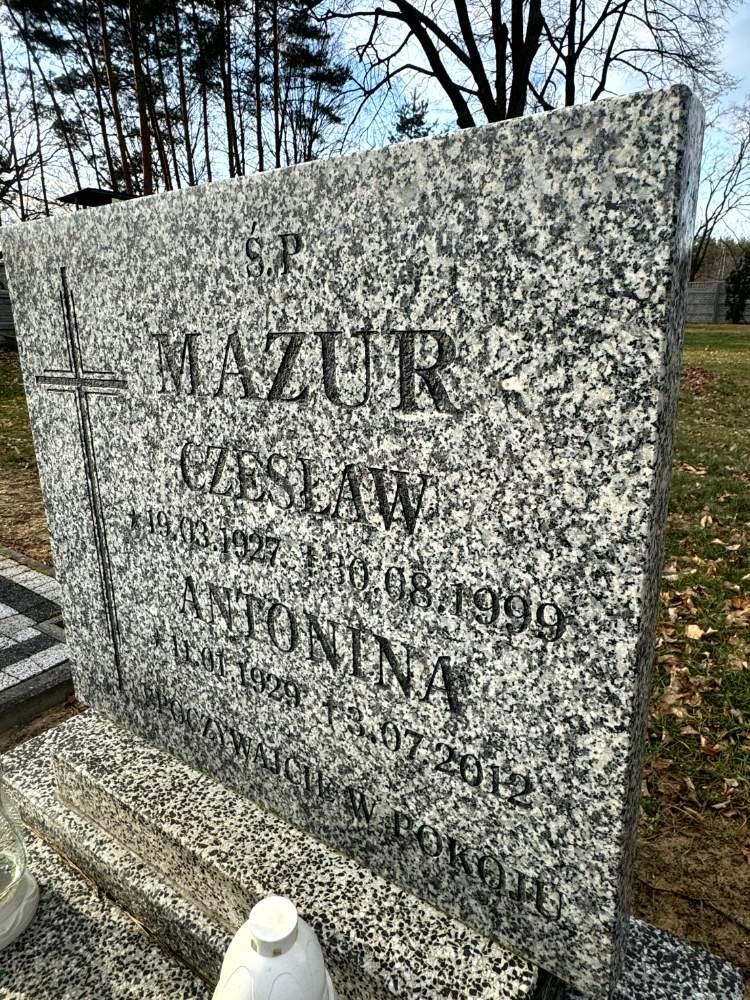 Ś.P
MAZUR
CZESŁAW
*19.03.1927 †30.08.1999
ANTONINA
*11.01.1929 †3.07.2012
SPOCZYWAJCIE W POKOJU